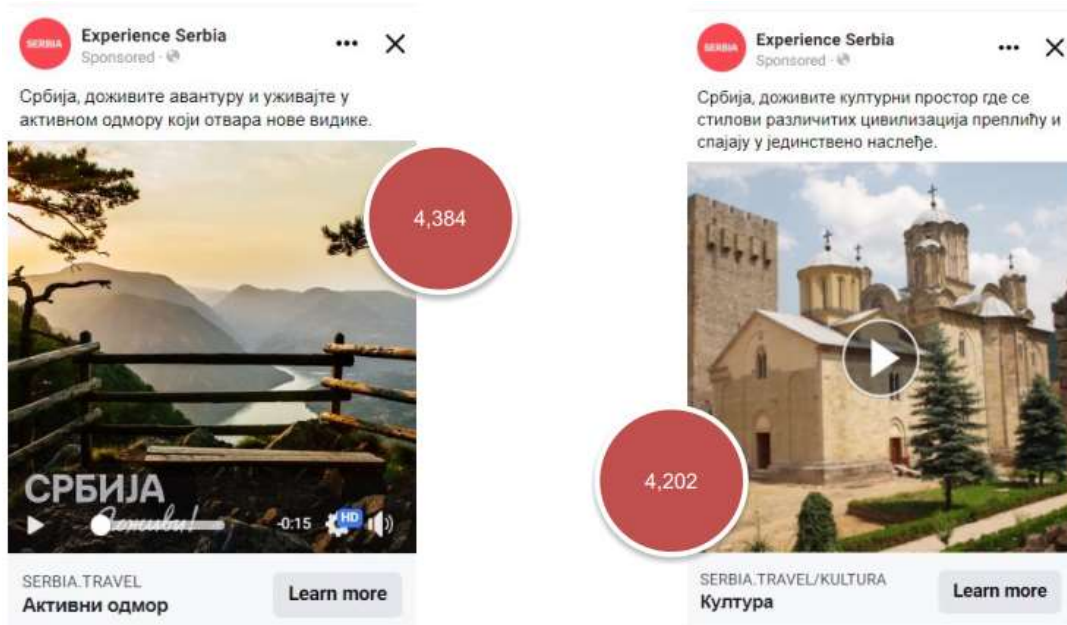 SERBIA
Experience Serbia
Sponsored ·
Србија, доживите авантуру и уживајте у
активном одмору који отвара нове видике.
4,384
СРБИЈА
Доживи!
-0:15
HD
SERBIA.TRAVEL
Активни одмор
Learn more
SERBIA
Experience Serbia
Sponsored ·
Србија, доживите културни простор где се
стилови различитих цивилизација преплићу и
спајају у јединствено наслеђе.
4,202
SERBIA.TRAVEL/KULTURA
Култура
Learn more